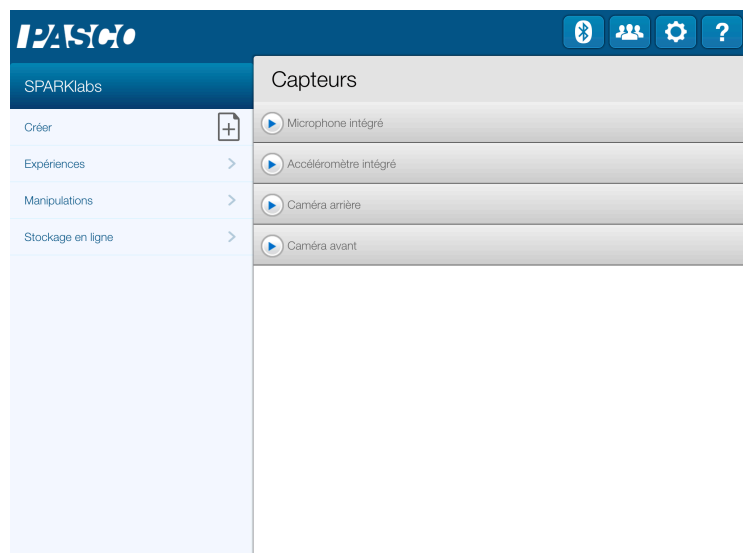 PASCO
?
SPARKlabs
Créer
Expériences
Manipulations
Stockage en ligne
Capteurs
Microphone intégré
Accéléromètre intégré
Caméra arrière
Caméra avant